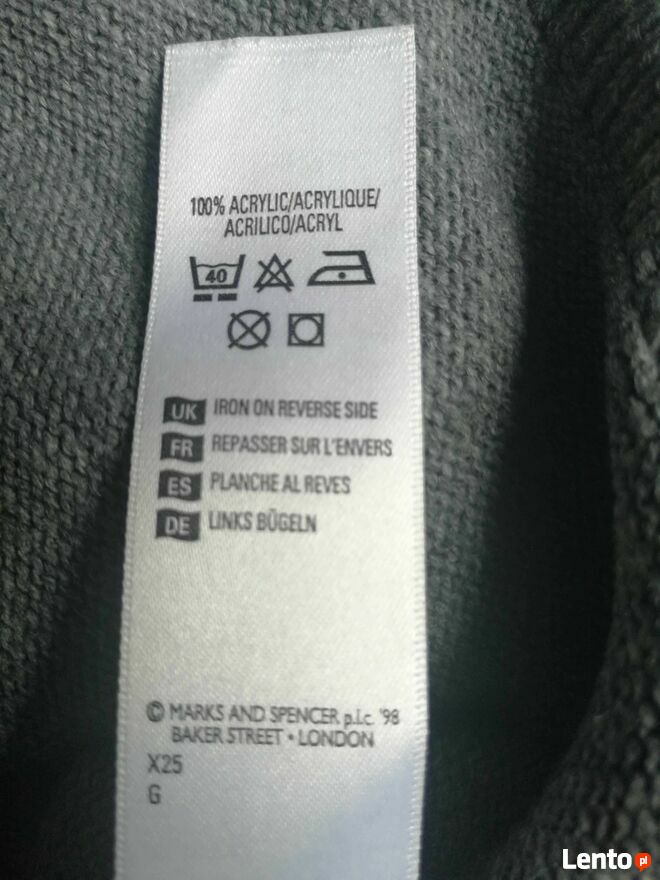 100% ACRYLIC/ACRYLIQUE/
ACRILICO/ACRYL
40
UK IRON ON REVERSE SIDE
FR REPASSER SUR L'ENVERS
ES PLANCHE AL REVES
DE LINKS BÜGELN
© MARKS AND SPENCER p.l.c. '98
BAKER STREET • LONDON
X25
G
Lento pl